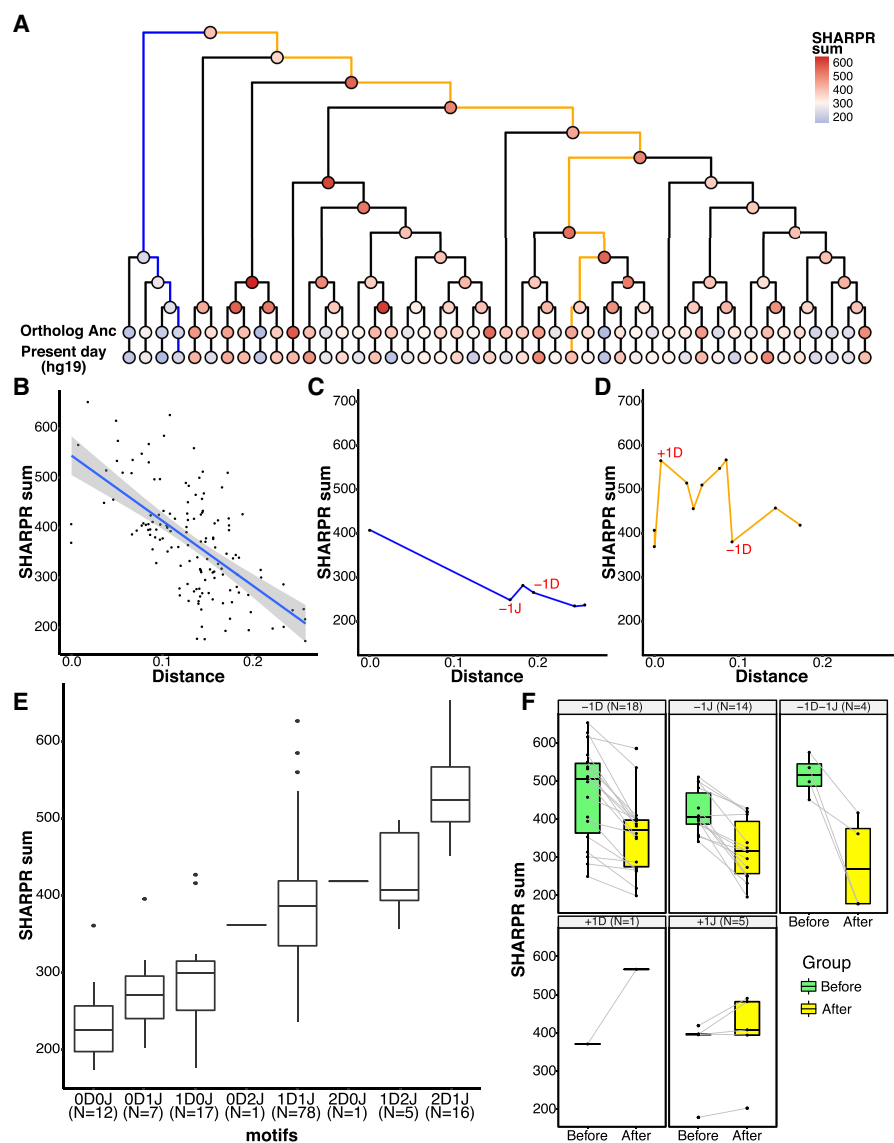 A
SHARPR
sum
600
500
400
300
200
Ortholog Anc
Present day
(hg19)
B
SHARPR sum
600
500
400
300
200
0.0
0.1
0.2
Distance
C
SHARPR sum
700
600
500
400
300
200
−1J
−1D
0.0
0.1
0.2
Distance
D
SHARPR sum
700
600
500
400
300
200
+1D
−1D
0.0
0.1
0.2
Distance
E
SHARPR sum
600
500
400
300
200
0D0J 0D1J 1D0J 0D2J 1D1J 2D0J 1D2J 2D1J
(N=12) (N=7) (N=17) (N=1) (N=78) (N=1) (N=5) (N=16)
motifs
F
SHARPR sum
−1D (N=18)
−1J (N=14)
−1D-1J (N=4)
600
500
400
300
200
Before After
+1D (N=1)
+1J (N=5)
600
500
400
300
200
Before After
Before After
Group
Before
After